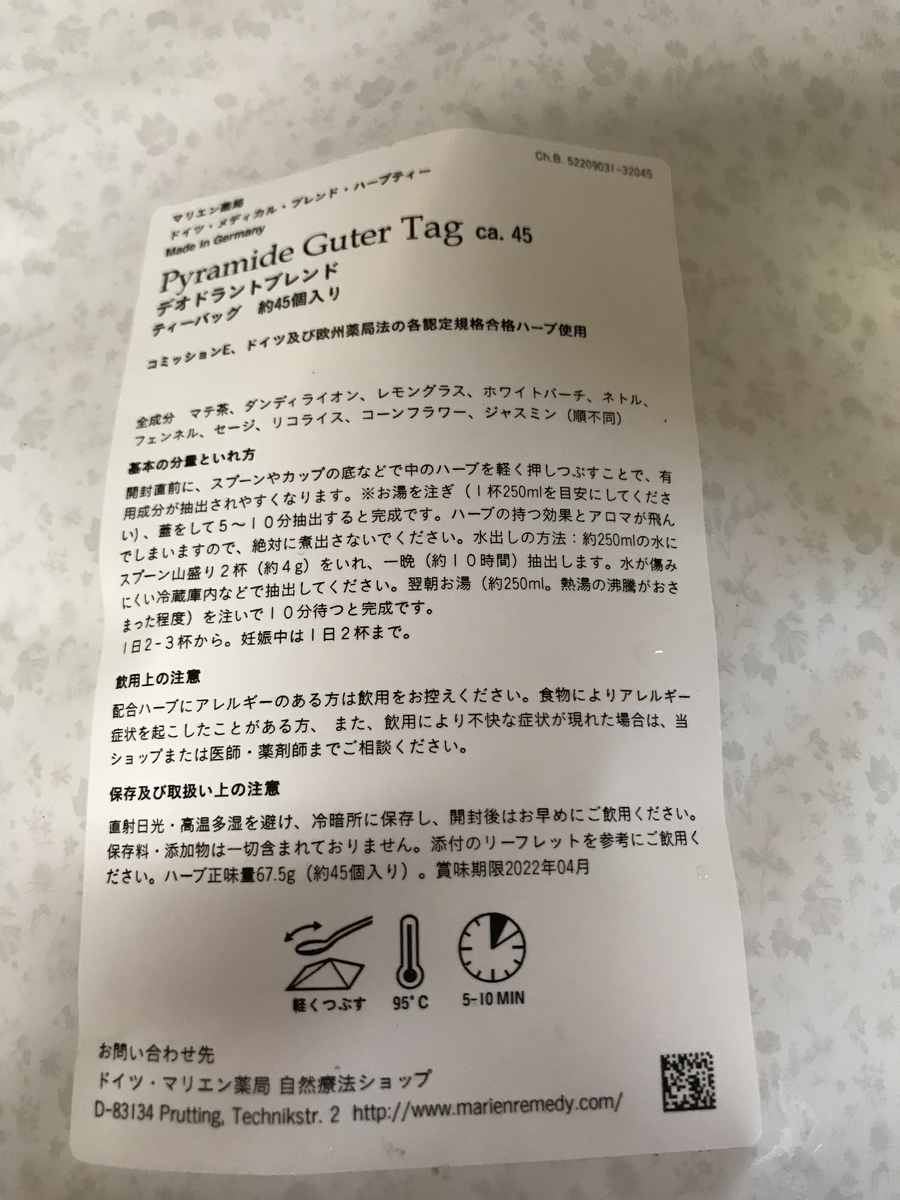 Ch.B. 52209031-32045
マリエン薬局
ドイツ・メディカル・ブレンド・ハーブティー
Made in Germany
Pyramide Guter Tag ca. 45
デオドラントブレンド
ティーバッグ 約45個入り
コミッションE、ドイツ及び欧州薬局法の各認定規格合格ハーブ使用
全成分 マテ茶、ダンディライオン、レモングラス、ホワイトバーチ、ネトル、
フェンネル、セージ、リコライス、コーンフラワー、ジャスミン（順不同）
基本の分量といれ方
開封直前に、スプーンやカップの底などで中のハーブを軽く押しつぶすことで、有
用成分が抽出されやすくなります。※お湯を注ぎ（1杯250mlを目安にしてくださ
い）、蓋をして5～10分抽出すると完成です。ハーブの持つ効果とアロマが飛ん
でしまいますので、絶対に煮出さないでください。水出しの方法：約250mlの水に
スプーン山盛り2杯（約4g）をいれ、一晩（約10時間）抽出します。水が傷み
にくい冷蔵庫内などで抽出してください。翌朝お湯（約250ml。熱湯の沸騰がおさ
まった程度）を注いで10分待つと完成です。
1日2-3杯から。妊娠中は1日2杯まで。
飲用上の注意
配合ハーブにアレルギーのある方は飲用をお控えください。食物によりアレルギー
症状を起こしたことがある方、 また、飲用により不快な症状が現れた場合は、当
ショップまたは医師・薬剤師までご相談ください。
保存及び取扱い上の注意
直射日光・高温多湿を避け、冷暗所に保存し、開封後はお早めにご飲用ください。
保存料・添加物は一切含まれておりません。添付のリーフレットを参考にご飲用く
ださい。ハーブ正味量67.5g（約45個入り）。賞味期限2022年04月
軽くつぶす 95°C 5-10 MIN
お問い合わせ先
ドイツ・マリエン薬局 自然療法ショップ
D-83134 Prutting, Technikstr. 2 http://www.marienremedy.com/